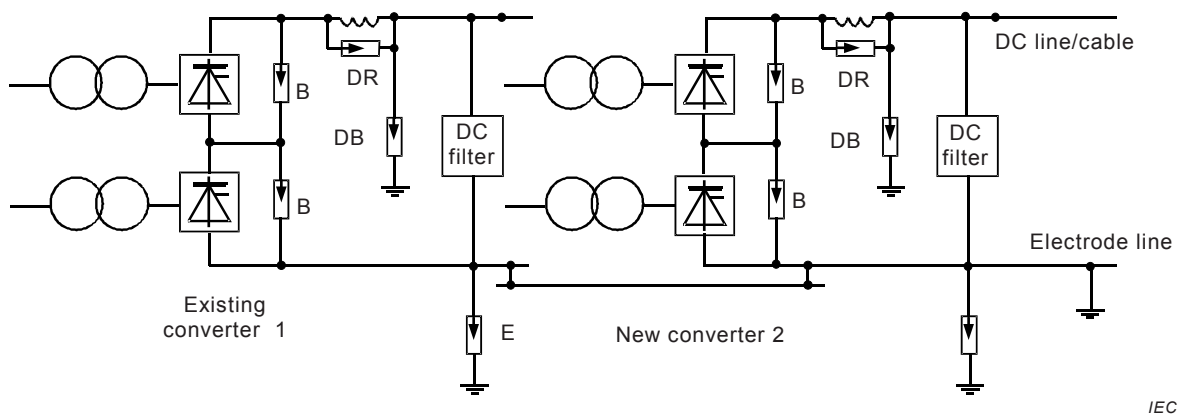 DC line/cable
DR
DR
B
B
DB
DC
filter
DB
DC
filter
B
B
Electrode line
Existing
converter 1
E
New converter 2
IEC